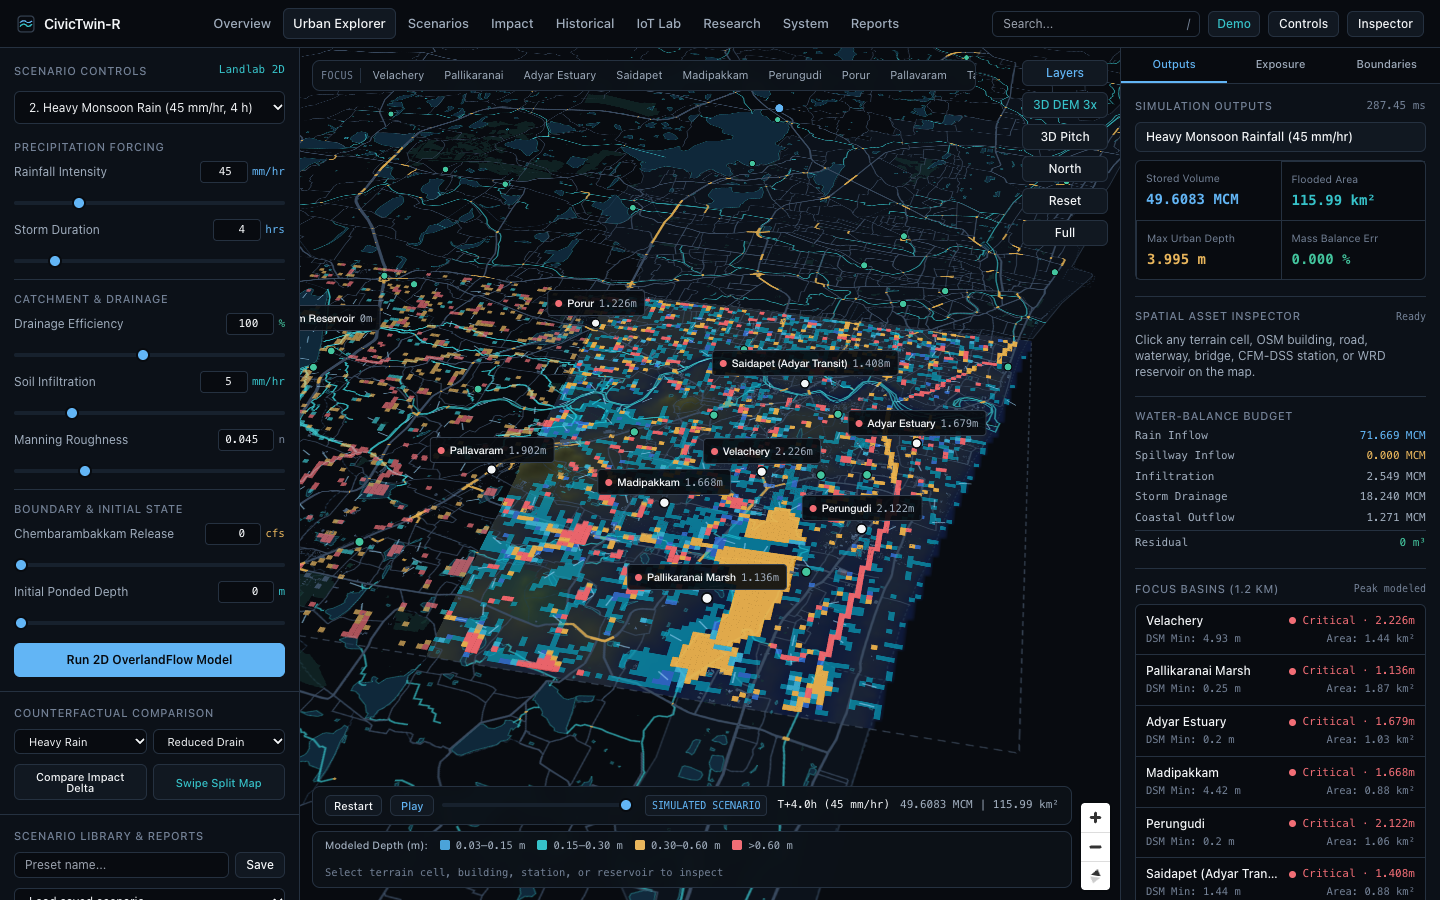 CivicTwin-R
Overview
Urban Explorer
Scenarios
Impact
Historical
IoT Lab
Research
System
Reports
Search... /
Demo
Controls
Inspector
SCENARIO CONTROLS
Landlab 2D
2. Heavy Monsoon Rain (45 mm/hr, 4 h)
PRECIPITATION FORCING
Rainfall Intensity 45 mm/hr
Storm Duration 4 hrs
CATCHMENT & DRAINAGE
Drainage Efficiency 100 %
Soil Infiltration 5 mm/hr
Manning Roughness 0.045 n
BOUNDARY & INITIAL STATE
Chembarambakkam Release 0 cfs
Initial Ponded Depth 0 m
Run 2D OverlandFlow Model
COUNTERFACTUAL COMPARISON
Heavy Rain
Reduced Drain
Compare Impact
Delta
Swipe Split Map
SCENARIO LIBRARY & REPORTS
Preset name...
Save
FOCUS
Velachery
Pallikaranai
Adyar Estuary
Saidapet
Madipakkam
Perungudi
Porur
Pallavaram
Layers
3D DEM 3x
3D Pitch
North
Reset
Full
Porur 1.226m
m Reservoir 0m
Saidapet (Adyar Transit) 1.408m
Adyar Estuary 1.679m
Pallavaram 1.902m
Velachery 2.226m
Madipakkam 1.668m
Perungudi 2.122m
Pallikaranai Marsh 1.136m
Restart
Play
SIMULATED SCENARIO
T+4.0h (45 mm/hr)
49.6083 MCM | 115.99 km²
Modeled Depth (m):
0.03–0.15 m
0.15–0.30 m
0.30–0.60 m
>0.60 m
Select terrain cell, building, station, or reservoir to inspect
Outputs
Exposure
Boundaries
SIMULATION OUTPUTS
287.45 ms
Heavy Monsoon Rainfall (45 mm/hr)
Stored Volume
49.6083 MCM
Flooded Area
115.99 km²
Max Urban Depth
3.995 m
Mass Balance Err
0.000 %
SPATIAL ASSET INSPECTOR
Ready
Click any terrain cell, OSM building, road,
waterway, bridge, CFM-DSS station, or WRD
reservoir on the map.
WATER-BALANCE BUDGET
Rain Inflow 71.669 MCM
Spillway Inflow 0.000 MCM
Infiltration 2.549 MCM
Storm Drainage 18.240 MCM
Coastal Outflow 1.271 MCM
Residual 0 m³
FOCUS BASINS (1.2 KM)
Peak modeled
Velachery Critical · 2.226m
DSM Min: 4.93 m Area: 1.44 km²
Pallikaranai Marsh Critical · 1.136m
DSM Min: 0.25 m Area: 1.87 km²
Adyar Estuary Critical · 1.679m
DSM Min: 0.2 m Area: 1.03 km²
Madipakkam Critical · 1.668m
DSM Min: 4.42 m Area: 0.88 km²
Perungudi Critical · 2.122m
DSM Min: 0.2 m Area: 1.06 km²
Saidapet (Adyar Tran... Critical · 1.408m
DSM Min: 1.44 m Area: 0.88 km²